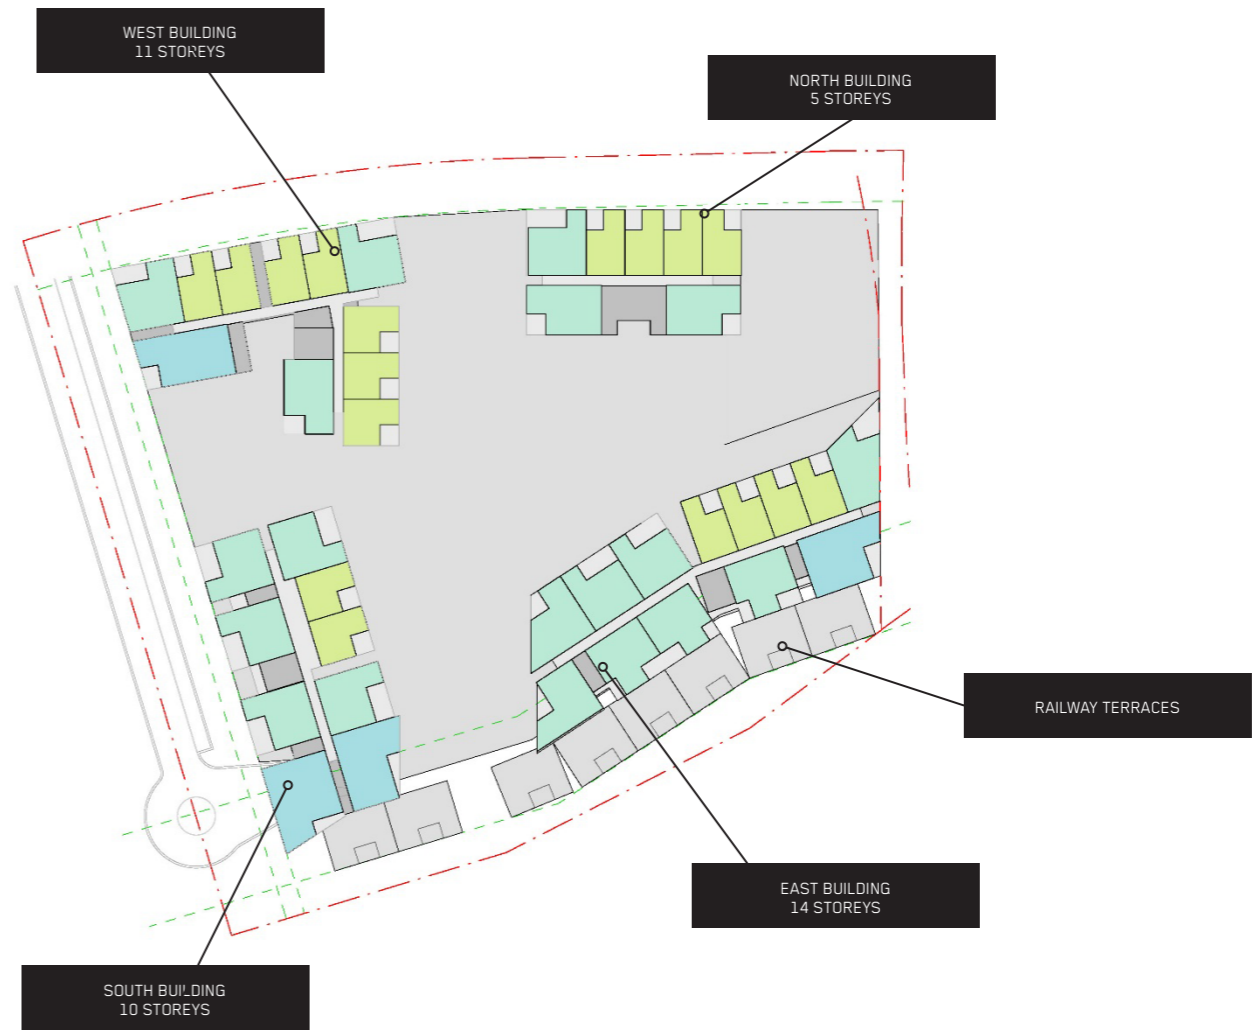 WEST BUILDING
11 STOREYS
NORTH BUILDING
5 STOREYS
RAILWAY TERRACES
EAST BUILDING
14 STOREYS
SOUTH BUILDING
10 STOREYS